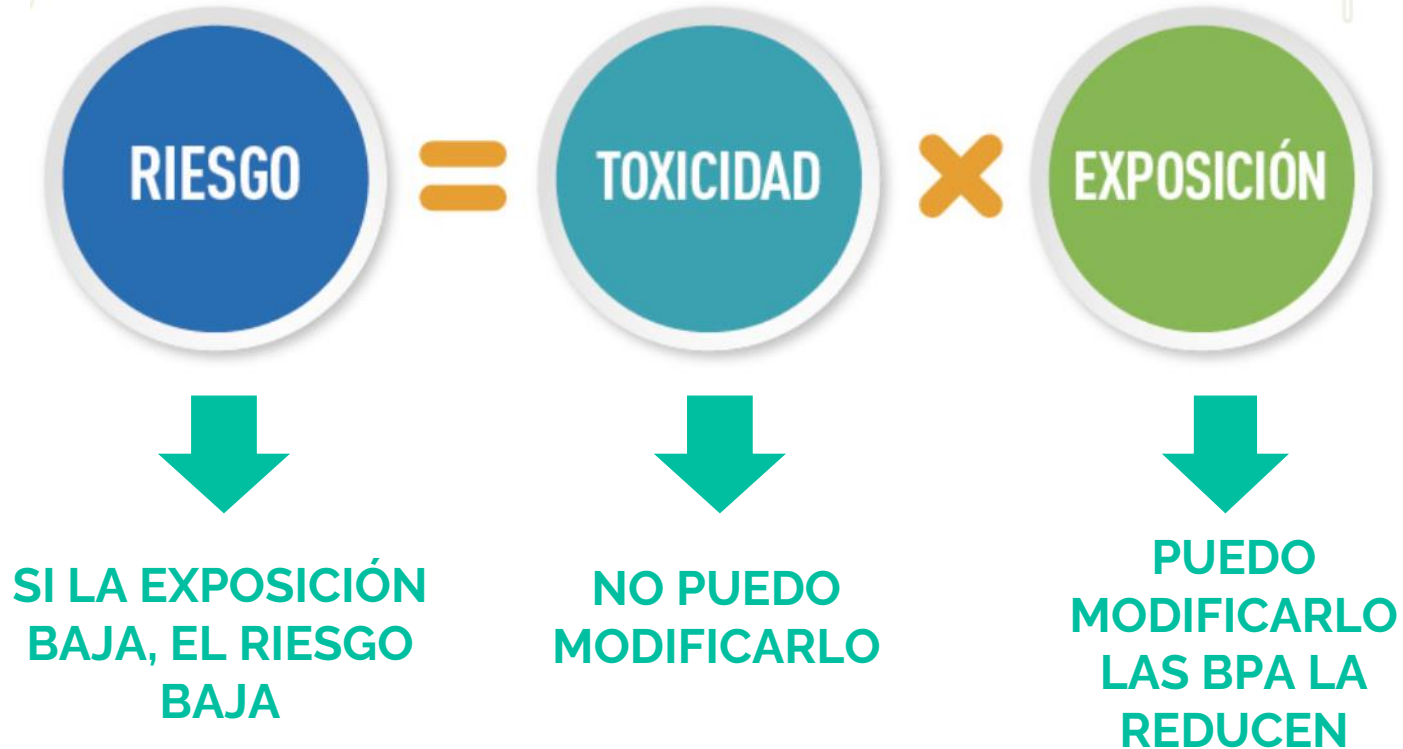 RIESGO
=
TOXICIDAD
×
EXPOSICIÓN
SI LA EXPOSICIÓN
BAJA, EL RIESGO
BAJA
NO PUEDO
MODIFICARLO
PUEDO
MODIFICARLO
LAS BPA LA
REDUCEN